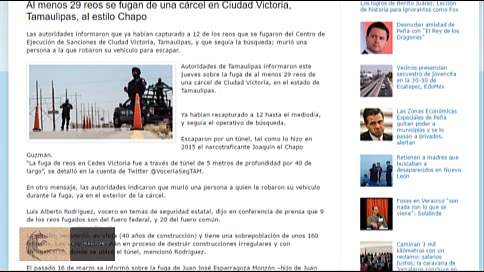 Al menos 29 reos se fugan de una cárcel en Ciudad Victoria,
Tamaulipas, al estilo Chapo
Las autoridades informaron que ya habían capturado a 12 de los reos que se fugaron del Centro de
Ejecución de Sanciones de Ciudad Victoria, Tamaulipas, y que seguía la búsqueda; murió una
persona a la que robaron su vehículo para escapar.
Autoridades de Tamaulipas informaron este
jueves sobre la fuga de al menos 29 reos de
una cárcel de Ciudad Victoria, en el estado de
Tamaulipas.
Ya habían recapturado a 12 hasta el mediodía,
y seguía el operativo de búsqueda.
Escaparon por un túnel, tal como lo hizo en
2015 el narcotraficante Joaquín el Chapo
Guzmán.
"La fuga de reos en Cedes Victoria fue a través de túnel de 5 metros de profundidad por 40 de
largo", se detalló en la cuenta de Twitter @VoceriaSegTAM.
En otro mensaje, las autoridades indicaron que murió una persona a quien le robaron su vehículo
durante la fuga, ya en el exterior de la cárcel.
Luis Alberto Rodríguez, vocero en temas de seguridad estatal, dijo en conferencia de prensa que 9
de los reos fugados son del fuero federal, y 20 del fuero común.
(40 años de construcción) y tiene una sobrepoblación de unos 160
en proceso de destruir construcciones irregulares y con
el túnel, mencionó Rodríguez.
El pasado 16 de marzo se informó sobre la fuga de Juan José Esparragoza Monzón –hijo de Juan
los logros de Benito Juárez: Lección
de historia para ignorantes como Fox
Desnudan amistad de
Peña con "El Rey de los
Dragones"
Vecinos presencian
secuestro de Jovencita
en la 30-30 de
Ecatepec, EdoMéx
Las Zonas Económicas
Especiales de Peña
quitan poder a
municipios y se lo
pasan a privados,
alertan
Retienen a madres que
buscaban a
desaparecidos en Nuevo
León
Fosas en Veracruz "son
nada con lo que se
viene": Solalinde
Caminan 3 mil
kilómetros con un
tarahumara por
salarios
justos; la caravana de